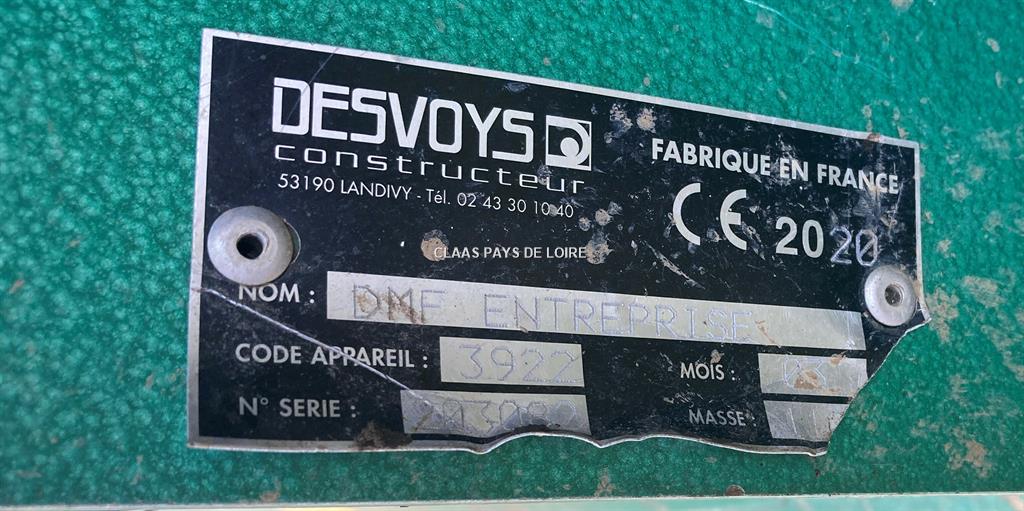 DESVOYS
constructeur
53190 LANDIVY - Tél. 02 43 30 10 40
FABRIQUE EN FRANCE
CE 2020
CLAAS PAYS DE LOIRE
NOM : DMF ENTREPRISE
CODE APPAREIL : 3922
MOIS : 03
N° SERIE :
MASSE :